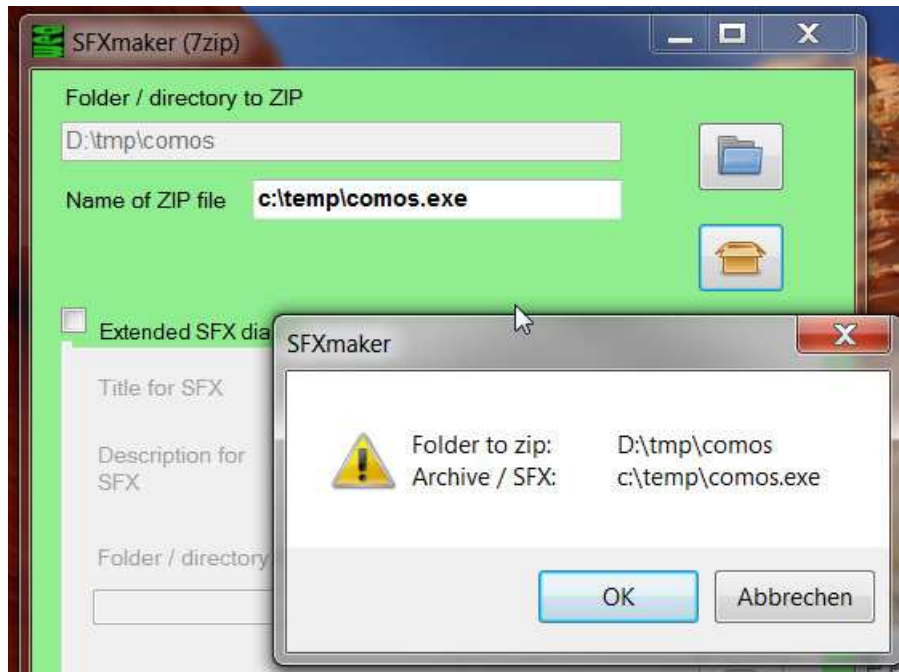 SFXmaker (7zip)
Folder / directory to ZIP
D:\tmp\comos
Name of ZIP file
c:\temp\comos.exe
Extended SFX dia
Title for SFX
Description for
SFX
Folder / directory
SFXmaker
Folder to zip: D:\tmp\comos
Archive / SFX: c:\temp\comos.exe
OK
Abbrechen